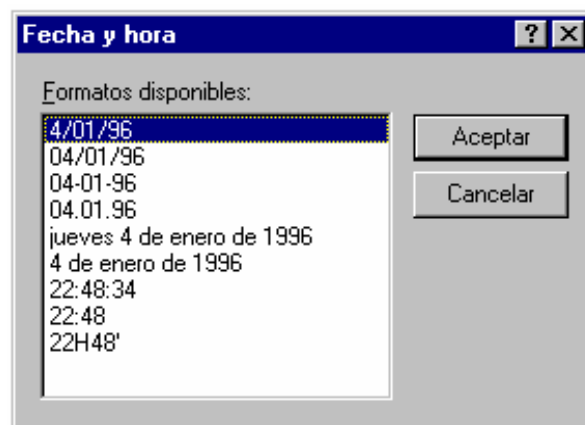 Fecha y hora
Formatos disponibles:
4/01/96
04/01/96
04-01-96
04.01.96
jueves 4 de enero de 1996
4 de enero de 1996
22:48:34
22:48
22H48'
Aceptar
Cancelar